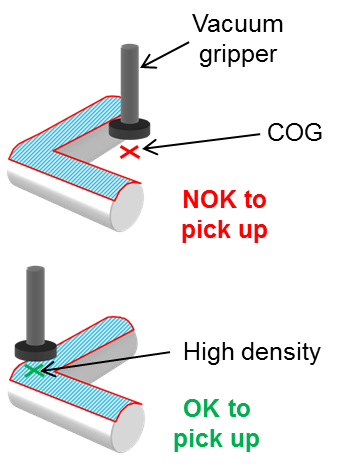 Vacuum
gripper
COG
NOK to
pick up
High density
OK to
pick up